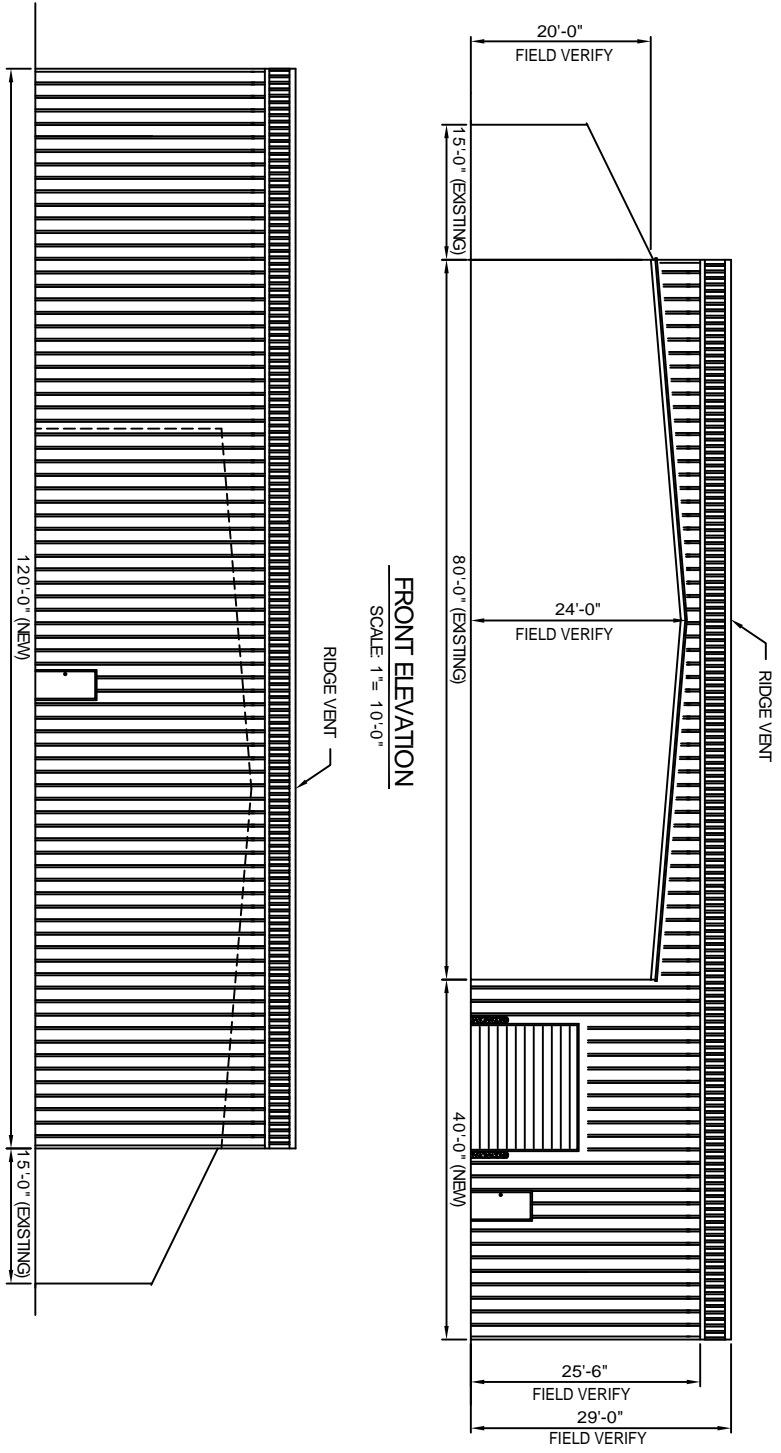 RIDGE VENT
20'-0"
FIELD VERIFY
24'-0"
FIELD VERIFY
25'-6"
FIELD VERIFY
29'-0"
FIELD VERIFY
15'-0" (EXISTING)
80'-0" (EXISTING)
40'-0" (NEW)
FRONT ELEVATION
SCALE: 1"= 10'-0"
RIDGE VENT
120'-0" (NEW)
15'-0" (EXISTING)